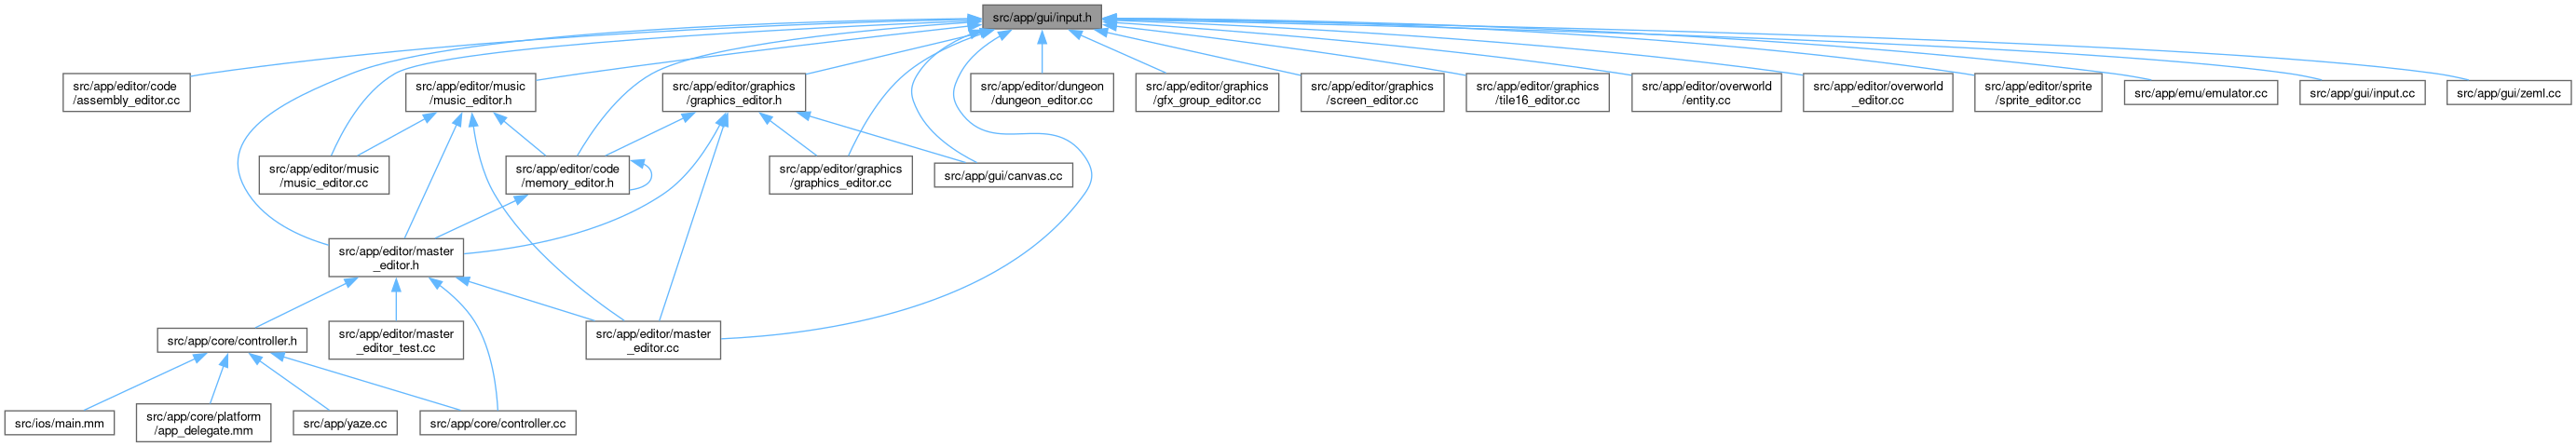 src/app/gui/input.h
src/app/editor/code
/assembly_editor.cc
src/app/editor/music
/music_editor.h
src/app/editor/graphics
/graphics_editor.h
src/app/editor/dungeon
/dungeon_editor.cc
src/app/editor/graphics
/gfx_group_editor.cc
src/app/editor/graphics
/screen_editor.cc
src/app/editor/graphics
/tile16_editor.cc
src/app/editor/overworld
/entity.cc
src/app/editor/overworld
_editor.cc
src/app/editor/sprite
/sprite_editor.cc
src/app/emu/emulator.cc
src/app/gui/input.cc
src/app/gui/zeml.cc
src/app/editor/music
/music_editor.cc
src/app/editor/code
/memory_editor.h
src/app/editor/graphics
/graphics_editor.cc
src/app/gui/canvas.cc
src/app/editor/master
_editor.h
src/app/core/controller.h
src/app/editor/master
_editor_test.cc
src/app/editor/master
_editor.cc
src/ios/main.mm
src/app/core/platform
/app_delegate.mm
src/app/yaze.cc
src/app/core/controller.cc